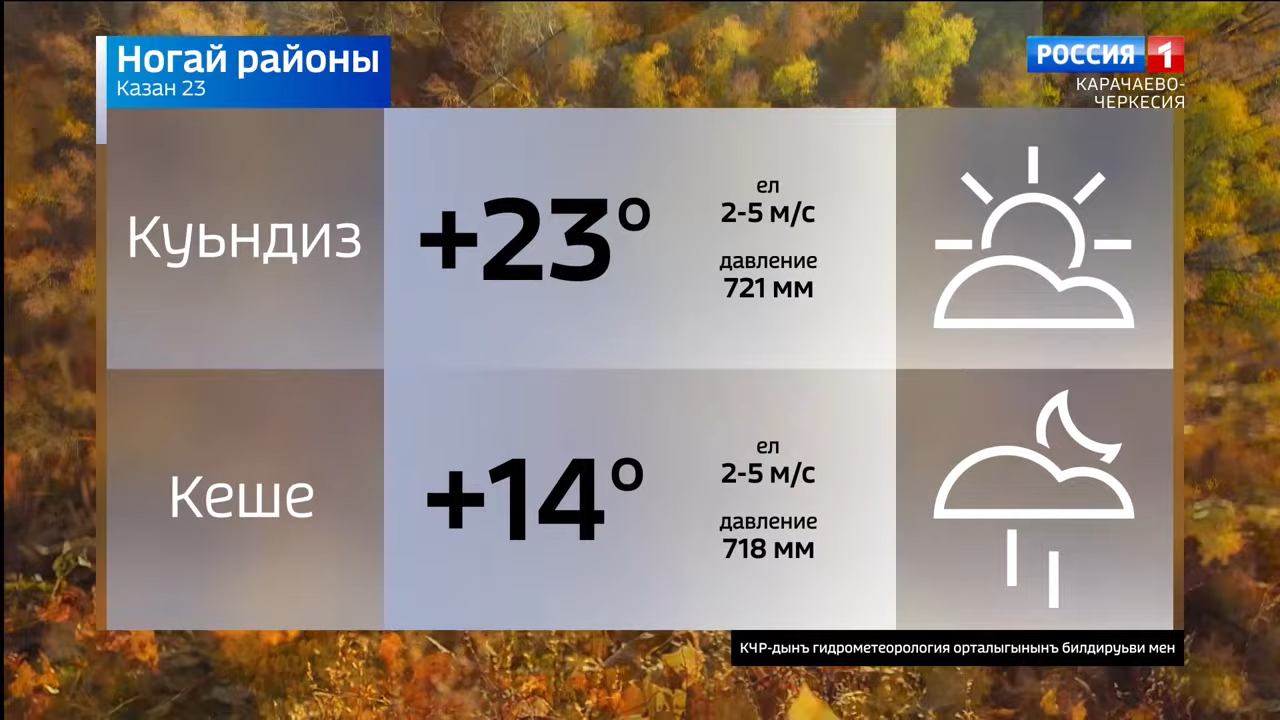 Ногай районы
Казан 23
РОССИЯ 1
КАРАЧАЕВО-
ЧЕРКЕСИЯ
Куьндиз
+23°
ел
2-5 м/с
давление
721 мм
Кеше
+14°
ел
2-5 м/с
давление
718 мм
КЧР-дынъ гидрометеорология орталыгынынъ билдируьви мен